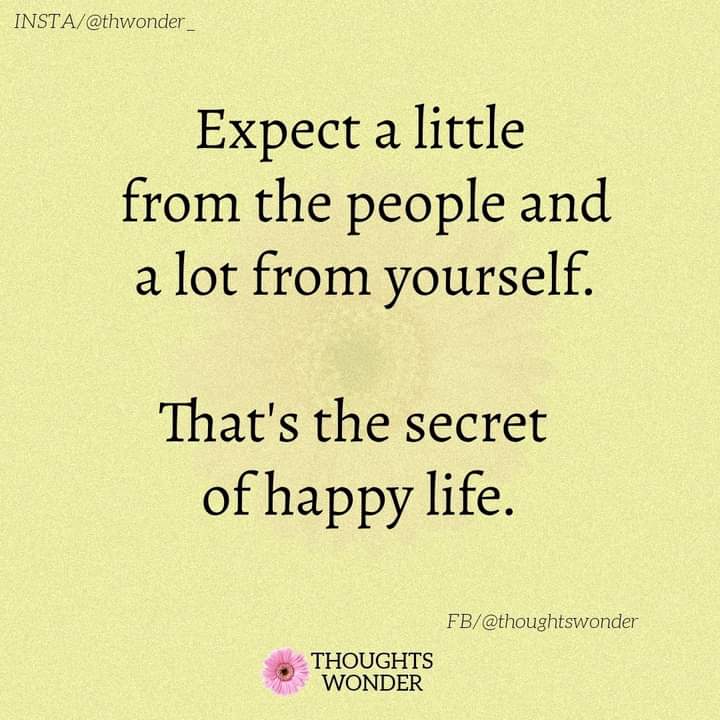 INSTA/@thwonder_
Expect a little
from the people and
a lot from yourself.
That's the secret
of happy life.
FB/@thoughtswonder
THOUGHTS
WONDER